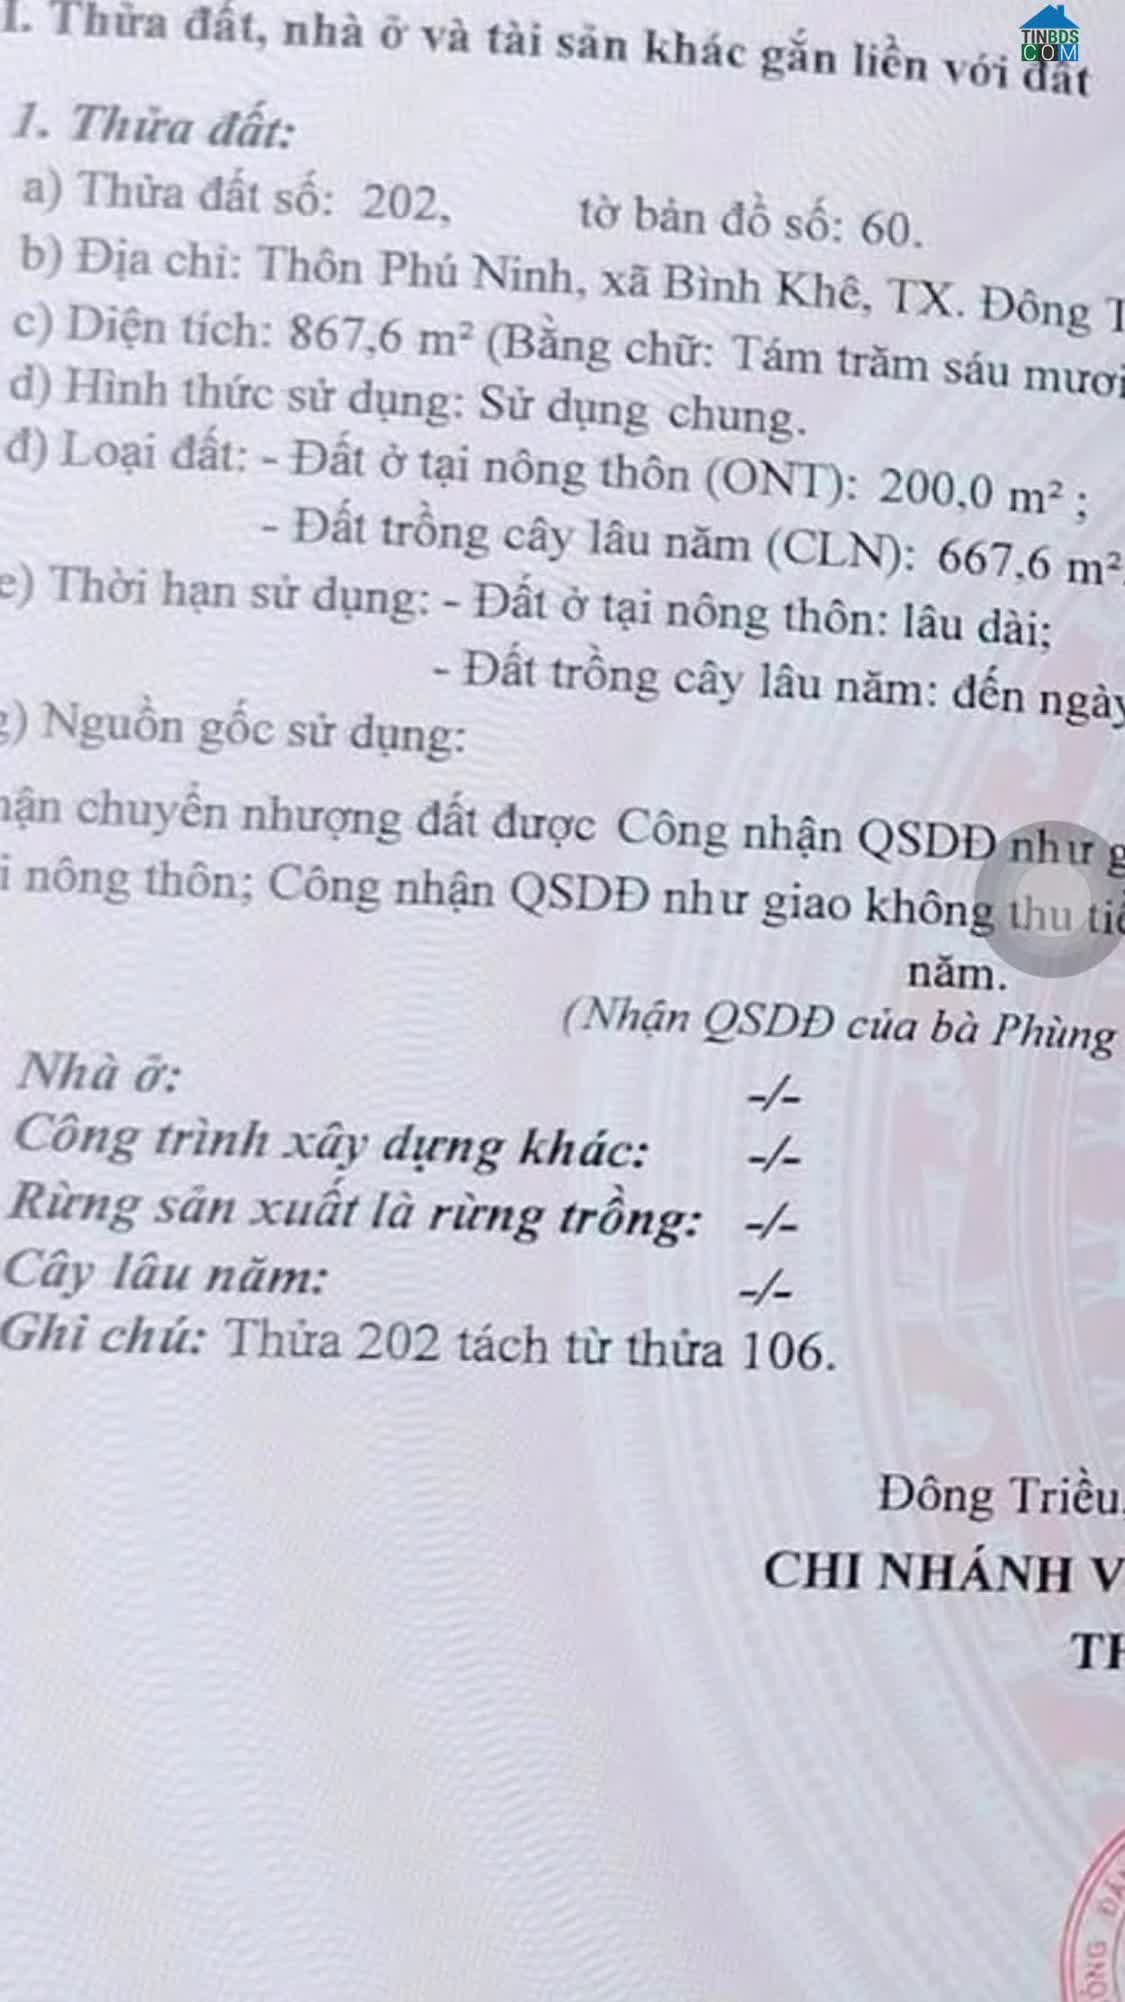 TINBDS
COM
I. Thửa đất, nhà ở và tài sản khác gắn liền với đất
1. Thửa đất:
a) Thửa đất số: 202, tờ bản đồ số: 60.
b) Địa chỉ: Thôn Phú Ninh, xã Bình Khê, TX. Đông
c) Diện tích: 867,6 m² (Bằng chữ: Tám trăm sáu mươi
d) Hình thức sử dụng: Sử dụng chung.
đ) Loại đất: - Đất ở tại nông thôn (ONT): 200,0 m² ;
- Đất trồng cây lâu năm (CLN): 667,6 m²
e) Thời hạn sử dụng: - Đất ở tại nông thôn: lâu dài;
- Đất trồng cây lâu năm: đến ngày
g) Nguồn gốc sử dụng:
chuyển nhượng đất được Công nhận QSDĐ như
nông thôn; Công nhận QSDĐ như giao không thu
năm.
(Nhận QSDĐ của bà Phùng
Nhà ở: -/-
Công trình xây dựng khác: -/-
Rừng sản xuất là rừng trồng: -/-
Cây lâu năm: -/-
Ghi chú: Thửa 202 tách từ thửa 106.
Đông Triều,
CHI NHÁNH V
TH